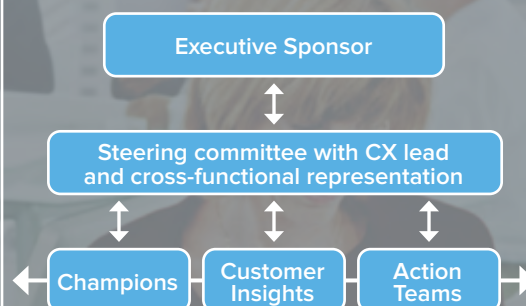 Executive Sponsor
Steering committee with CX lead
and cross-functional representation
Champions
Customer
Insights
Action
Teams